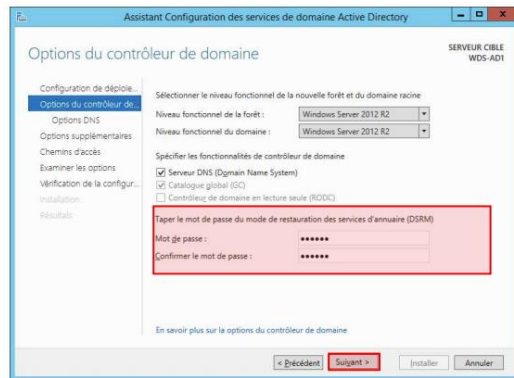 Assistant Configuration des services de domaine Active Directory
Options du contrôleur de domaine
SERVEUR CIBLE
WDS-AD1
Configuration de déploie...
Options du contrôleur de...
Options DNS
Options supplémentaires
Chemins d'accès
Examiner les options
Vérification de la configur...
Installation
Résultats
Sélectionner le niveau fonctionnel de la nouvelle forêt et du domaine racine
Niveau fonctionnel de la forêt :
Windows Server 2012 R2
Niveau fonctionnel du domaine :
Windows Server 2012 R2
Spécifier les fonctionnalités de contrôleur de domaine
Serveur DNS (Domain Name System)
Catalogue global (GC)
Contrôleur de domaine en lecture seule (RODC)
Taper le mot de passe du mode de restauration des services d'annuaire (DSRM)
Mot de passe :
••••••
Confirmer le mot de passe :
••••••
En savoir plus sur la options du contrôleur de domaine
< Précédent
Suivant >
Installer
Annuler